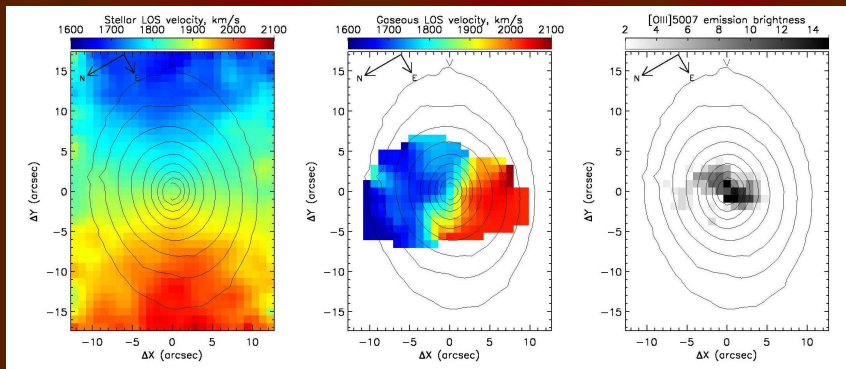 Stellar LOS velocity, km/s
1600 1700 1800 1900 2000 2100
15
10
5
0
−5
−10
−15
ΔY (arcsec)
N
E
−10 −5 0 5 10
ΔX (arcsec)
Gaseous LOS velocity, km/s
1600 1700 1800 1900 2000 2100
15
10
5
0
−5
−10
−15
ΔY (arcsec)
N
E
−10 −5 0 5 10
ΔX (arcsec)
[OIII]5007 emission brightness
2 4 6 8 10 12 14
15
10
5
0
−5
−10
−15
ΔY (arcsec)
N
E
−10 −5 0 5 10
ΔX (arcsec)